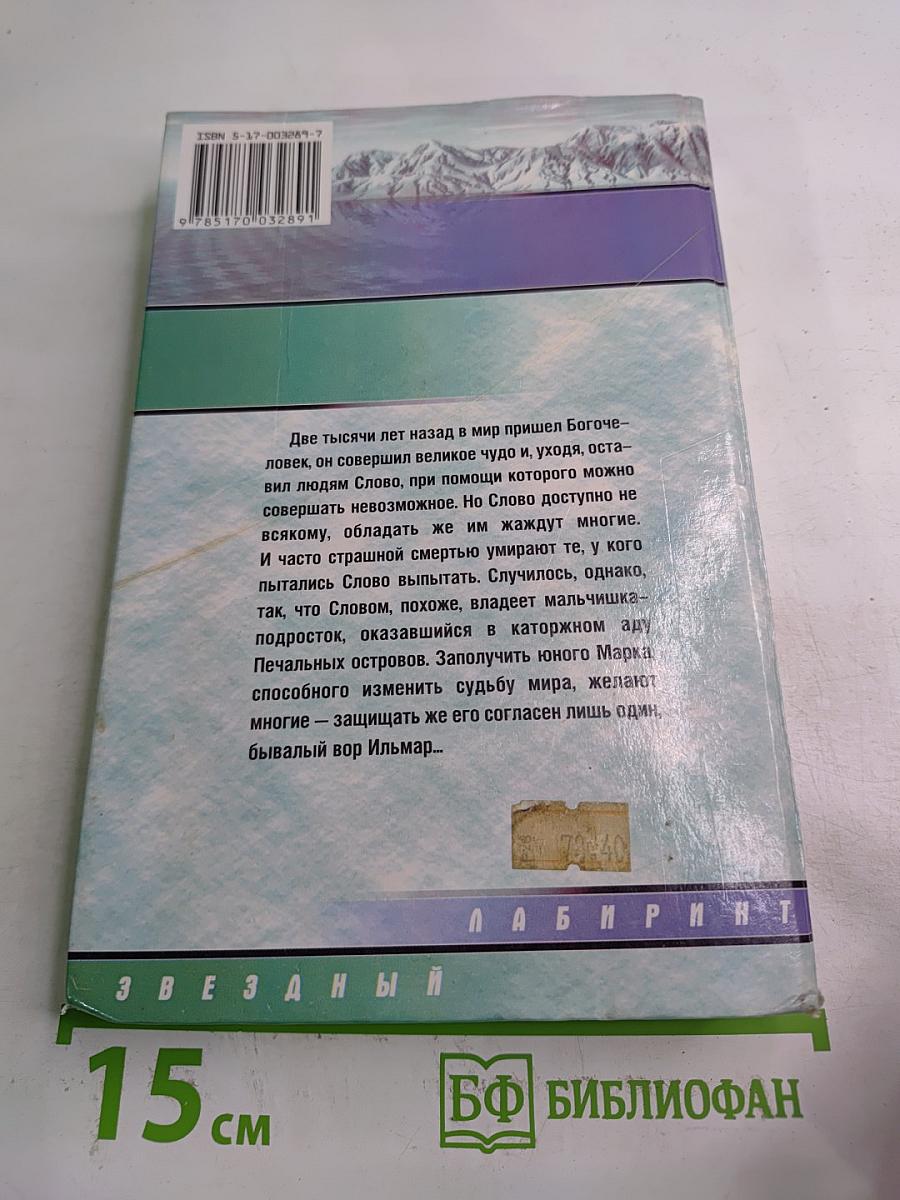 ISBN 5-17-003289-7
9 785170 032891
Две тысячи лет назад в мир пришел Богоче-
ловек, он совершил великое чудо и, уходя, оста-
вил людям Слово, при помощи которого можно
совершать невозможное. Но Слово доступно не
всякому, обладать же им жаждут многие.
И часто страшной смертью умирают те, у кого
пытались Слово выпытать. Случилось, однако,
так, что Словом, похоже, владеет мальчишка-
подросток, оказавшийся в каторжном аду
Печальных островов. Заполучить юного Марка,
способного изменить судьбу мира, желают
многие — защищать же его согласен лишь один,
бывалый вор Ильмар...
ЛАБИРИНТ
ЗВЕЗДНЫЙ
15 см
БФ БИБЛИОФАН